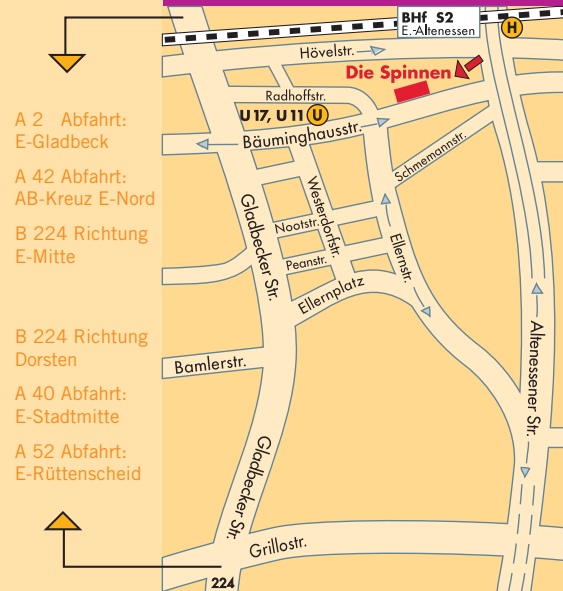 BHf S2
E.-Altenessen
H
Hövelstr.
Die Spinnen
Radhoffstr.
U 17, U 11 U
Bäuminghausstr.
Schmemannstr.
Westerdorfstr.
Gladbecker Str.
Nootstr.
Ellernstr.
Peanstr.
Ellernplatz
Altenessener Str.
Bamlerstr.
Gladbecker Str.
Grillostr.
224
A 2 Abfahrt:
E-Gladbeck
A 42 Abfahrt:
AB-Kreuz E-Nord
B 224 Richtung
E-Mitte
B 224 Richtung
Dorsten
A 40 Abfahrt:
E-Stadtmitte
A 52 Abfahrt:
E-Rüttenscheid